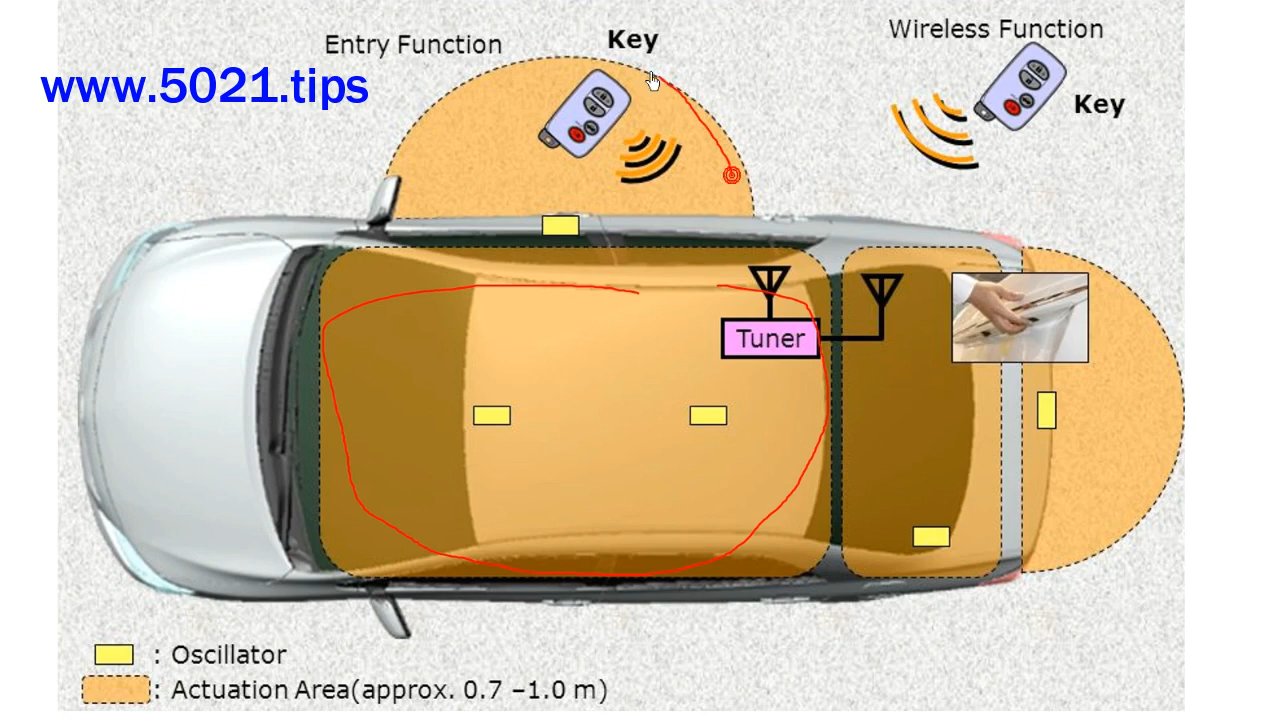 Entry Function
Key
Wireless Function
www.5021.tips
Key
Tuner
: Oscillator
: Actuation Area(approx. 0.7 –1.0 m)